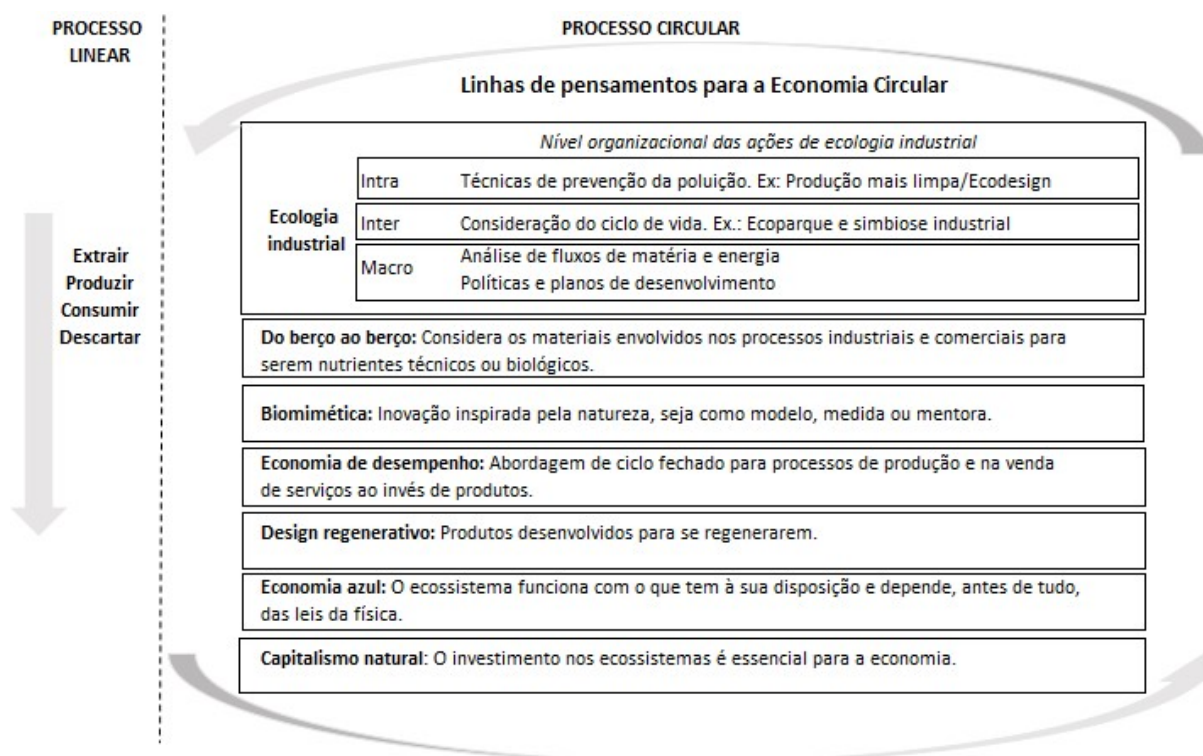 PROCESSO
LINEAR
Extrair
Produzir
Consumir
Descartar
PROCESSO CIRCULAR
Linhas de pensamentos para a Economia Circular
Nível organizacional das ações de ecologia industrial
Ecologia
industrial
Intra Técnicas de prevenção da poluição. Ex: Produção mais limpa/Ecodesign
Inter Consideração do ciclo de vida. Ex.: Ecoparque e simbiose industrial
Macro
Análise de fluxos de matéria e energia
Políticas e planos de desenvolvimento
Do berço ao berço: Considera os materiais envolvidos nos processos industriais e comerciais para
serem nutrientes técnicos ou biológicos.
Biomimética: Inovação inspirada pela natureza, seja como modelo, medida ou mentora.
Economia de desempenho: Abordagem de ciclo fechado para processos de produção e na venda
de serviços ao invés de produtos.
Design regenerativo: Produtos desenvolvidos para se regenerarem.
Economia azul: O ecossistema funciona com o que tem à sua disposição e depende, antes de tudo,
das leis da física.
Capitalismo natural: O investimento nos ecossistemas é essencial para a economia.